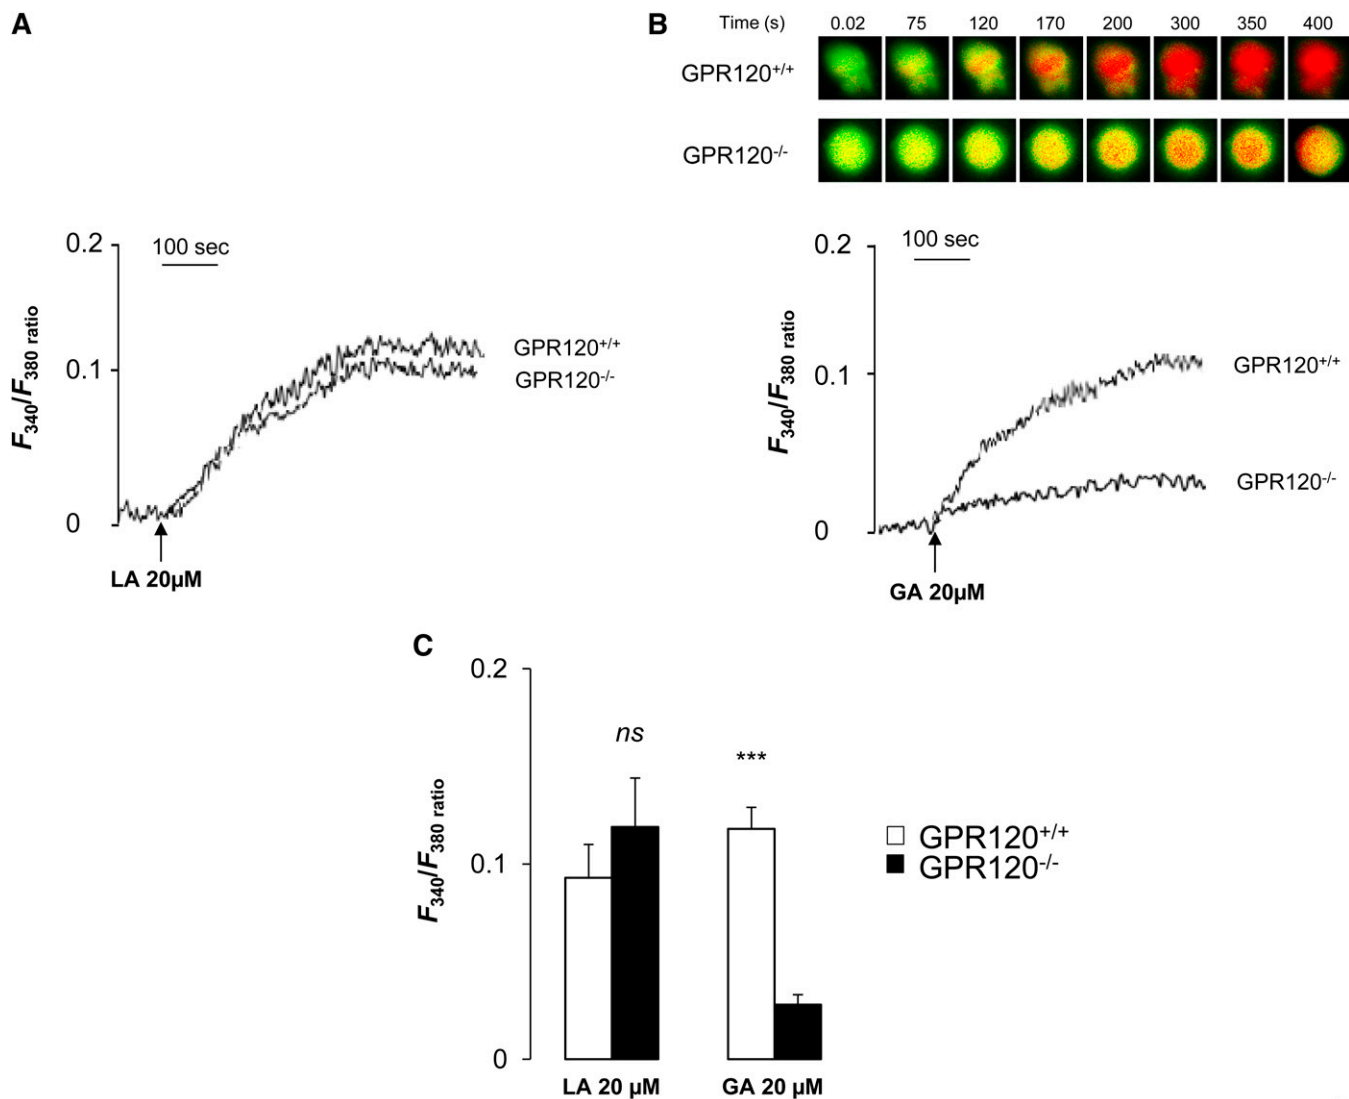 A
B
Time (s) 0.02 75 120 170 200 300 350 400
GPR120+/+
GPR120-/-
0.2
100 sec
F340/F380 ratio
0.1
GPR120+/+
GPR120-/-
0
LA 20µM
0.2
100 sec
F340/F380 ratio
0.1
GPR120+/+
GPR120-/-
0
GA 20µM
C
0.2
ns
***
F340/F380 ratio
0.1
GPR120+/+
GPR120-/-
0
LA 20 µM GA 20 µM